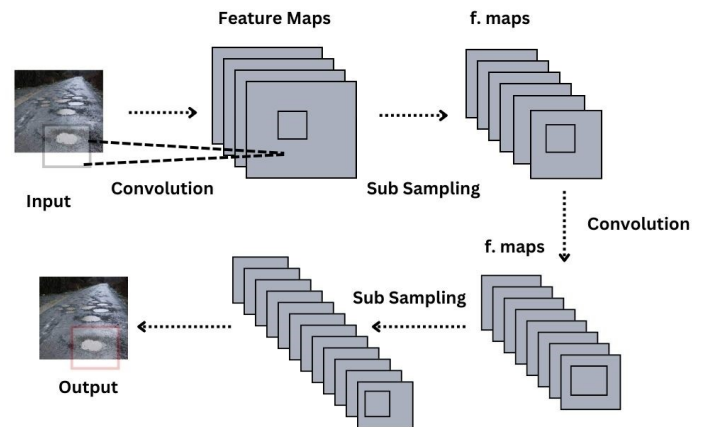 Feature Maps
f. maps
Input
Convolution
Sub Sampling
Convolution
f. maps
Sub Sampling
Output